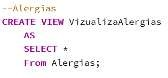 --Alergias
CREATE VIEW VizualizaAlergias
AS
SELECT *
From Alergias;